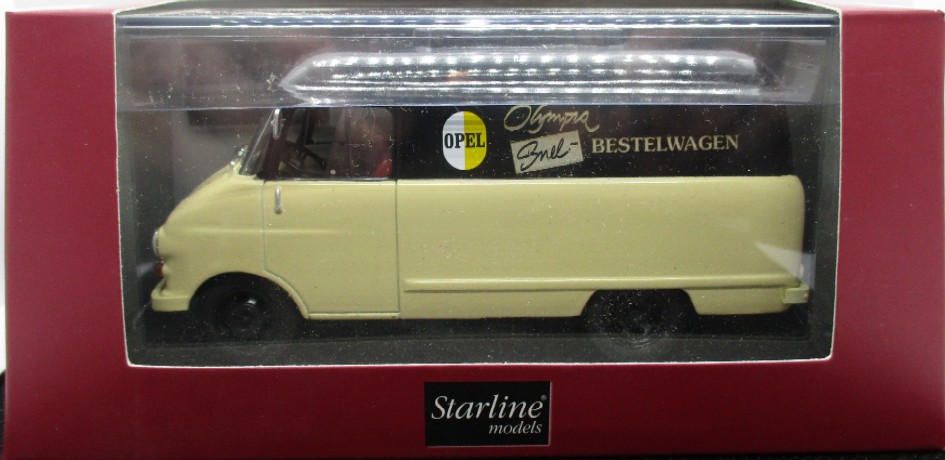 OPEL
Olympia
Snel-
BESTELWAGEN
Starline®
models